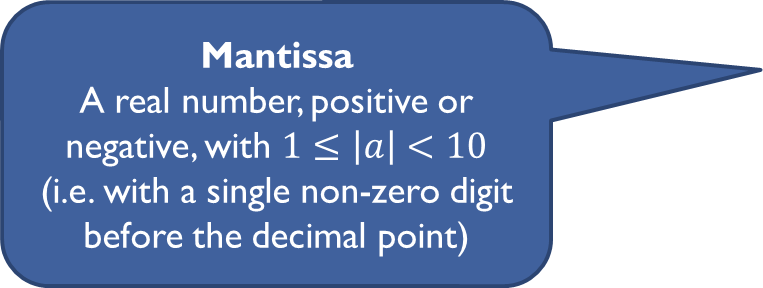 Mantissa
A real number, positive or
negative, with 1 ≤ |𝑎| < 10
(i.e. with a single non-zero digit
before the decimal point)